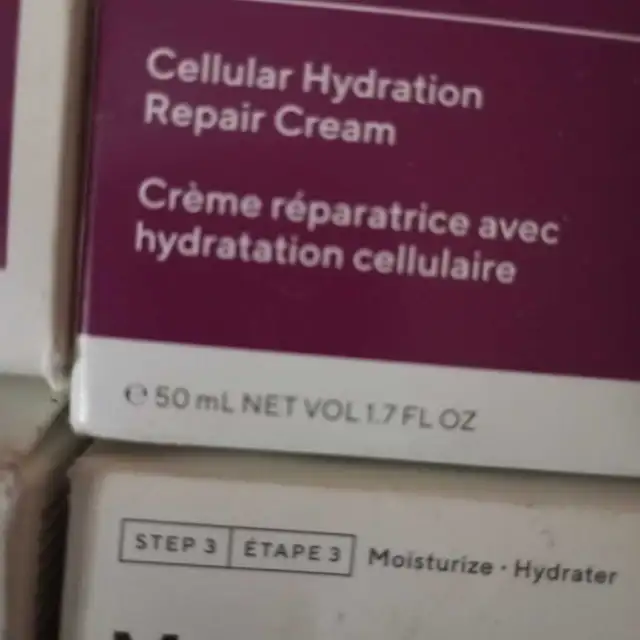 Cellular Hydration
Repair Cream
Crème réparatrice avec
hydratation cellulaire
℮ 50 mL NET VOL 1.7 FL OZ
STEP 3 ÉTAPE 3 Moisturize · Hydrater